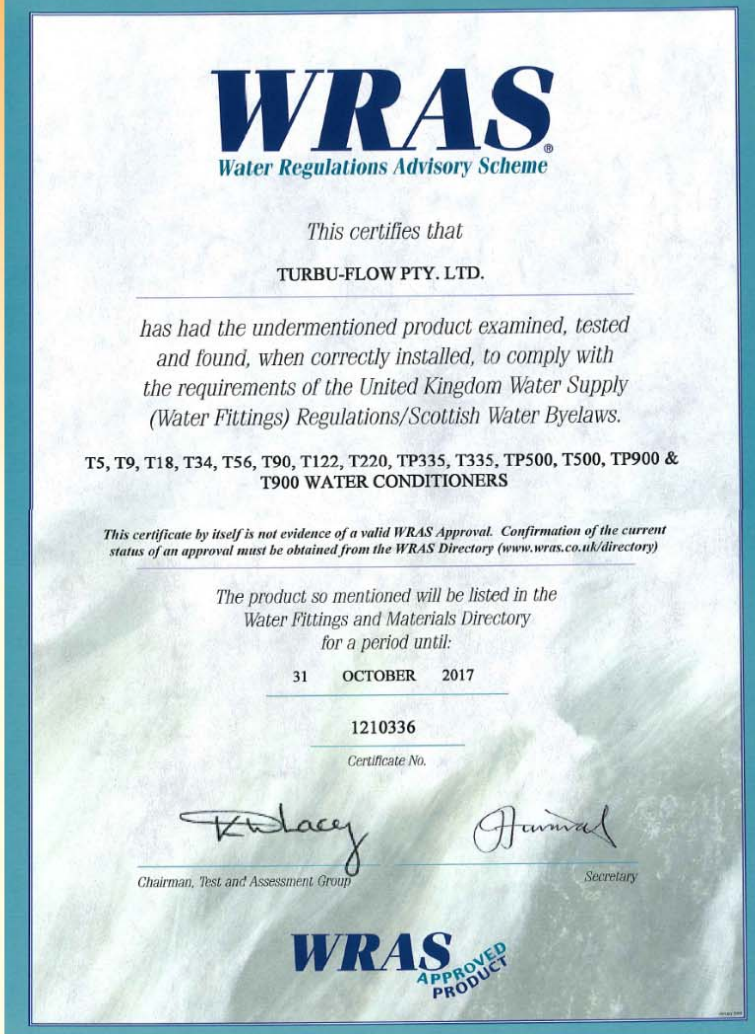 WRAS®
Water Regulations Advisory Scheme
This certifies that
TURBU-FLOW PTY. LTD.
has had the undermentioned product examined, tested
and found, when correctly installed, to comply with
the requirements of the United Kingdom Water Supply
(Water Fittings) Regulations/Scottish Water Byelaws.
T5, T9, T18, T34, T56, T90, T122, T220, TP335, T335, TP500, T500, TP900 &
T900 WATER CONDITIONERS
This certificate by itself is not evidence of a valid WRAS Approval. Confirmation of the current
status of an approval must be obtained from the WRAS Directory (www.wras.co.uk/directory)
The product so mentioned will be listed in the
Water Fittings and Materials Directory
for a period until:
31 OCTOBER 2017
1210336
Certificate No.
Chairman, Test and Assessment Group
Secretary
WRAS
APPROVED
PRODUCT